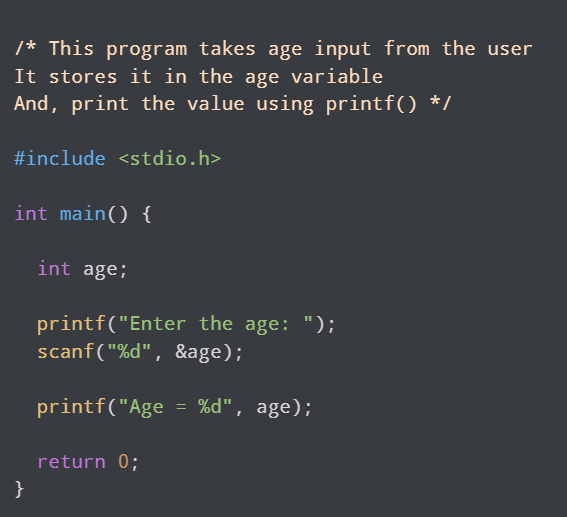 /* This program takes age input from the user
It stores it in the age variable
And, print the value using printf() */
#include <stdio.h>
int main() {
int age;
printf("Enter the age: ");
scanf("%d", &age);
printf("Age = %d", age);
return 0;
}